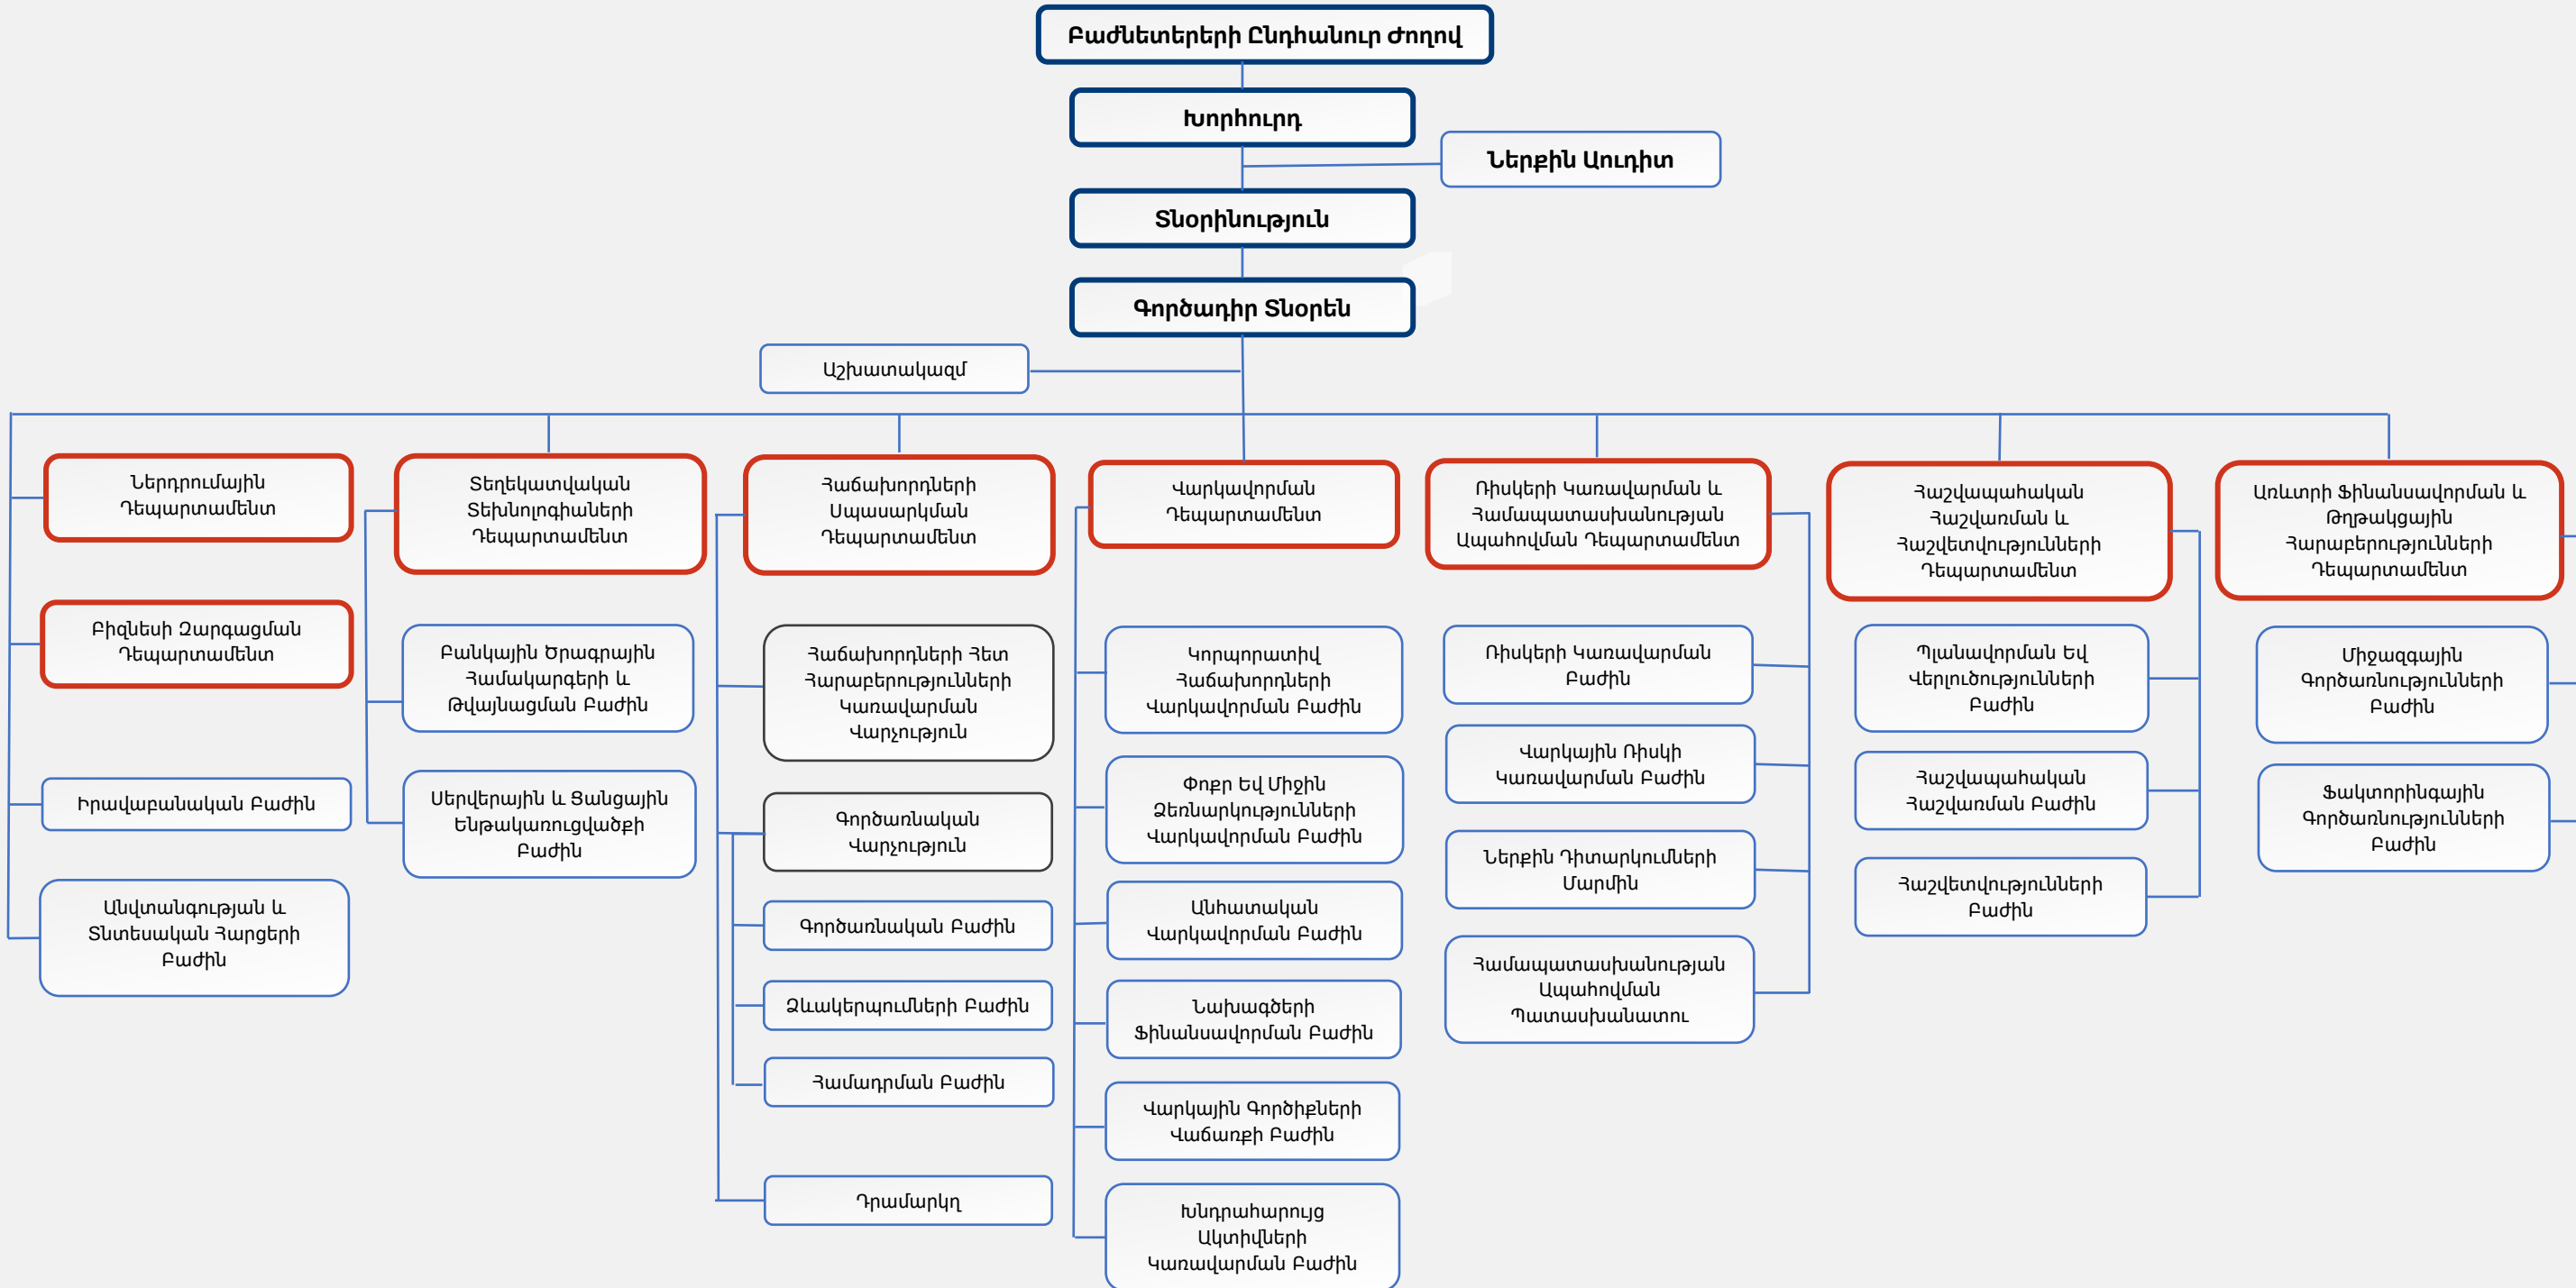 Բաժնետերերի Ընդհանուր Ժողով
Խորհուրդ
Ներքին Աուդիտ
Տնօրինություն
Գործադիր Տնօրեն
Աշխատակազմ
Ներդրումային
Դեպարտամենտ
Բիզնեսի Զարգացման
Դեպարտամենտ
Իրավաբանական Բաժին
Անվտանգության և
Տնտեսական Հարցերի
Բաժին
Տեղեկատվական
Տեխնոլոգիաների
Դեպարտամենտ
Բանկային Ծրագրային
Համակարգերի և
Թվայնացման Բաժին
Սերվերային և Ցանցային
Ենթակառուցվածքի
Բաժին
Հաճախորդների
Սպասարկման
Դեպարտամենտ
Հաճախորդների Հետ
Հարաբերությունների
Կառավարման
Վարչություն
Գործառնական
Վարչություն
Գործառնական Բաժին
Ձևակերպումների Բաժին
Համադրման Բաժին
Դրամարկղ
Վարկավորման
Դեպարտամենտ
Կորպորատիվ
Հաճախորդների
Վարկավորման Բաժին
Փոքր Եվ Միջին
Ձեռնարկությունների
Վարկավորման Բաժին
Անհատական
Վարկավորման Բաժին
Նախագծերի
Ֆինանսավորման Բաժին
Վարկային Գործիքների
Վաճառքի Բաժին
Խնդրահարույց
Ակտիվների
Կառավարման Բաժին
Ռիսկերի Կառավարման և
Համապատասխանության
Ապահովման Դեպարտամենտ
Ռիսկերի Կառավարման
Բաժին
Վարկային Ռիսկի
Կառավարման Բաժին
Ներքին Դիտարկումների
Մարմին
Համապատասխանության
Ապահովման
Պատասխանատու
Հաշվապահական
Հաշվառման և
Հաշվետվությունների
Դեպարտամենտ
Պլանավորման Եվ
Վերլուծությունների
Բաժին
Հաշվապահական
Հաշվառման Բաժին
Հաշվետվությունների
Բաժին
Առևտրի Ֆինանսավորման և
Թղթակցային
Հարաբերությունների
Դեպարտամենտ
Միջազգային
Գործառնությունների
Բաժին
Ֆակտորինգային
Գործառնությունների
Բաժին